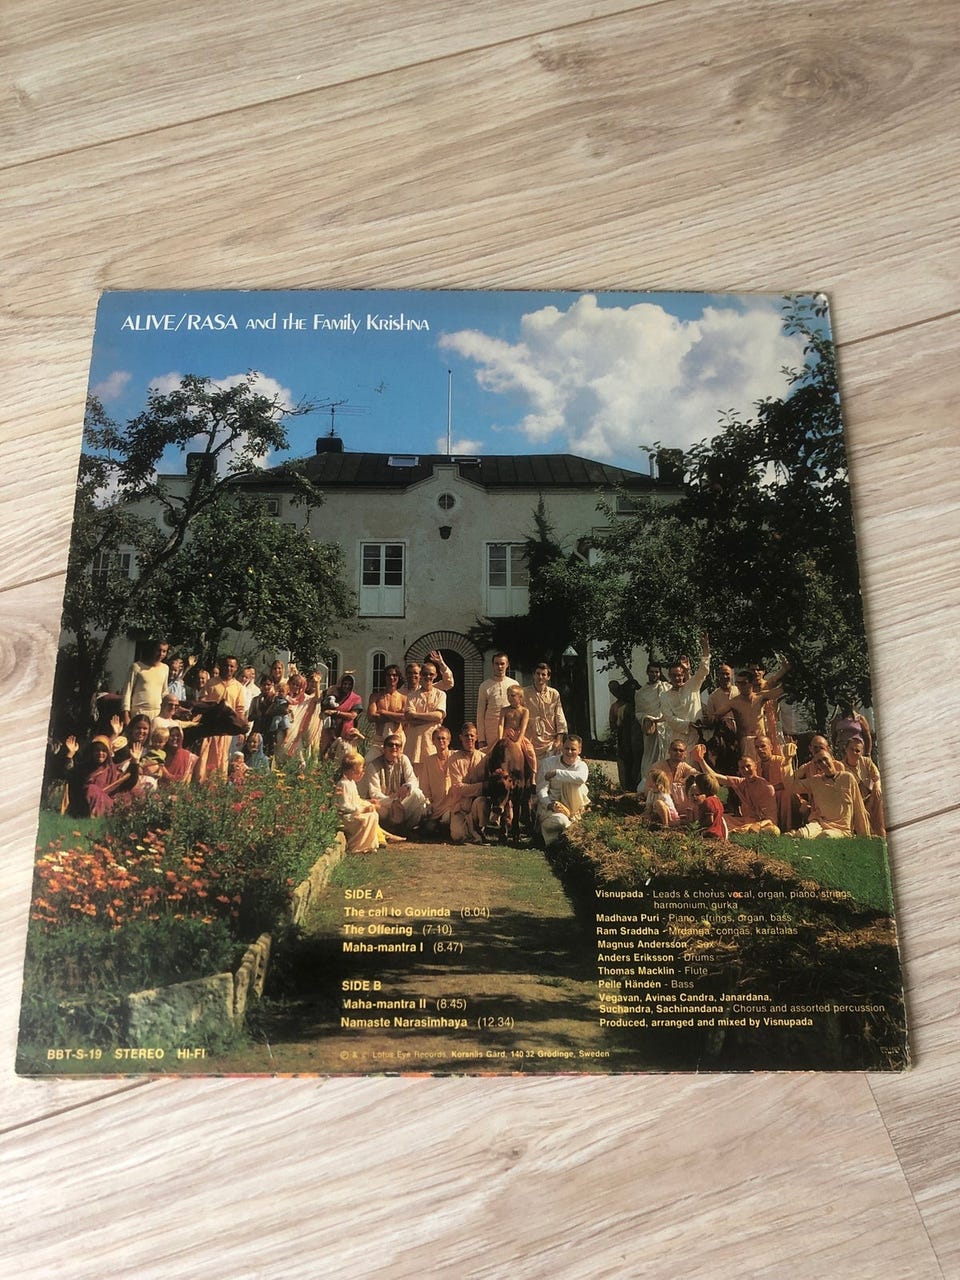 ALIVE/RASA and the Family Krishna
SIDE A
The call to Govinda (8.04)
The Offering (7.10)
Maha-mantra I (8.47)
SIDE B
Maha-mantra II (8.45)
Namaste Narasimhaya (12.34)
Visnupada - Leads & chorus vocal, organ, piano, strings,
harmonium, gurka
Madhava Puri - Piano, strings, organ, bass
Ram Sraddha - Mrdanga, congas, karatalas
Magnus Andersson - Sax
Anders Eriksson - Drums
Thomas Macklin - Flute
Pelle Händén - Bass
Vegavan, Avinas Candra, Janardana,
Suchandra, Sachinandana - Chorus and assorted percussion
Produced, arranged and mixed by Visnupada
BBT-S-19 STEREO HI-FI
© & ℗ Lotus Eye Records, Korsnäs Gård, 140 32 Grödinge, Sweden